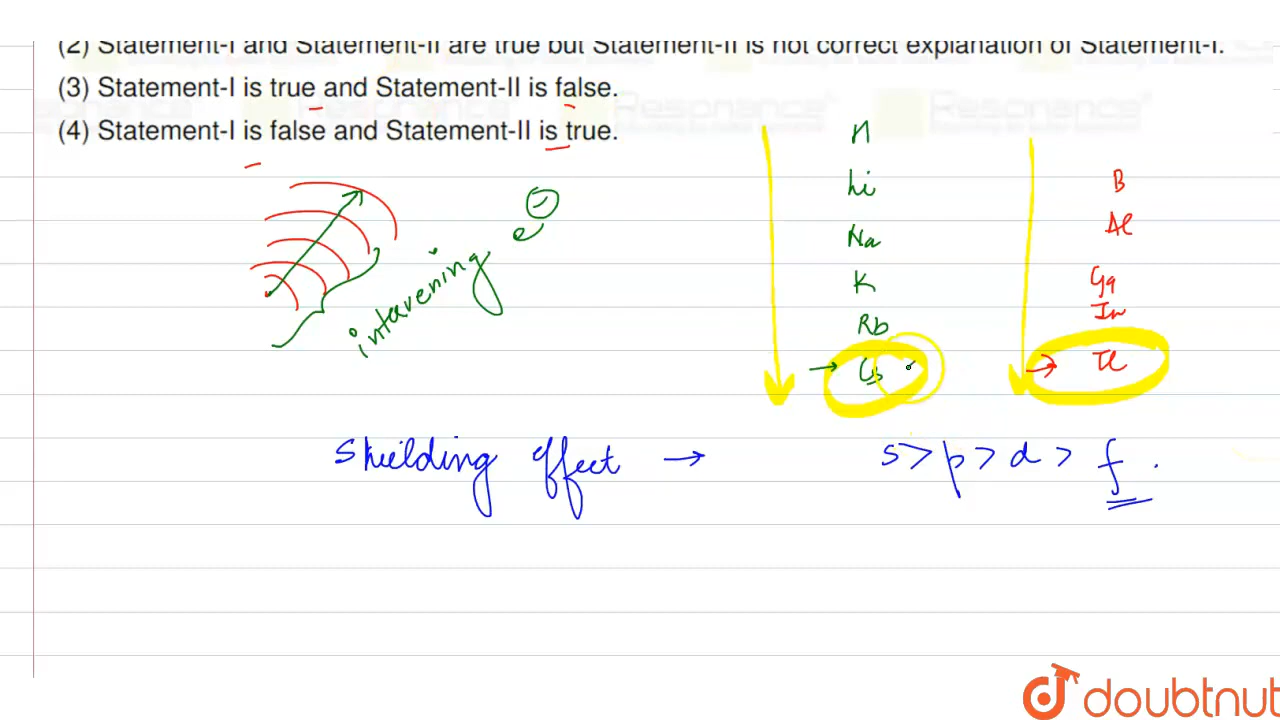 (2) Statement-I and Statement-II are true but Statement-II is not correct explanation of Statement-I.
(3) Statement-I is true and Statement-II is false.
(4) Statement-I is false and Statement-II is true.
Resonance
H
Li
Na
K
Rb
Cs
B
Al
Ga
In
Tl
intervening e
Shielding effect → s > p > d > f .
doubtnut